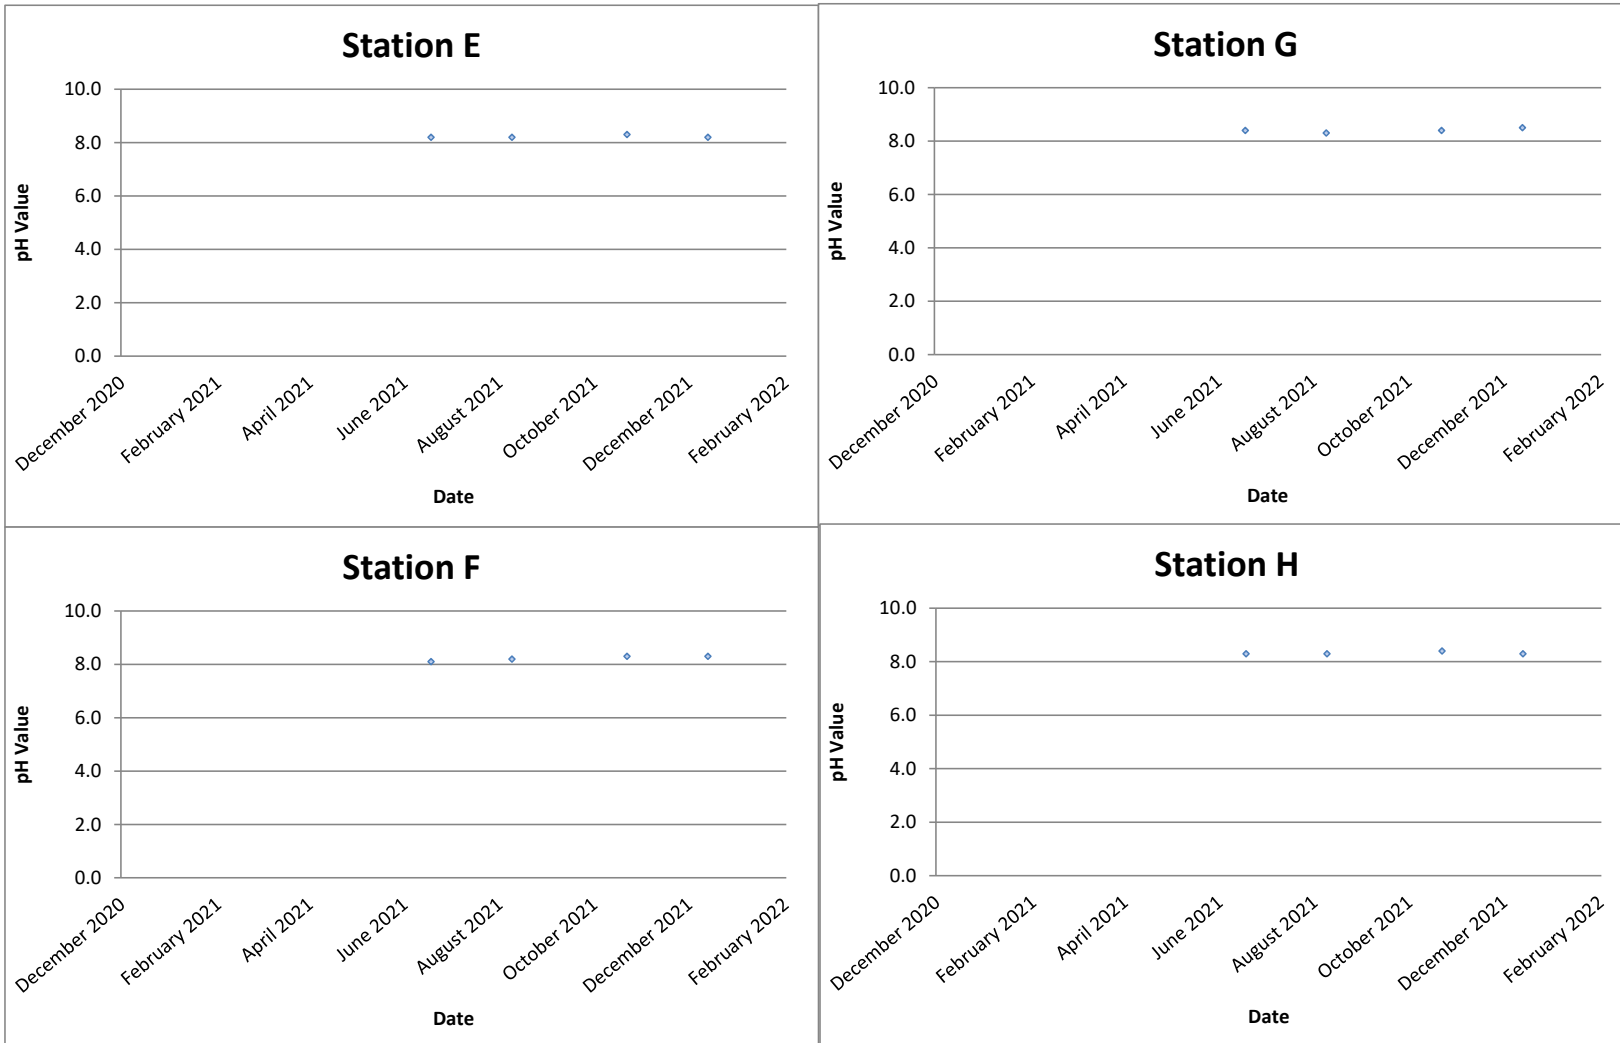 Station E
10.0
8.0
6.0
4.0
2.0
0.0
pH Value
December 2020
February 2021
April 2021
June 2021
August 2021
October 2021
December 2021
February 2022
Date
Station G
10.0
8.0
6.0
4.0
2.0
0.0
pH Value
December 2020
February 2021
April 2021
June 2021
August 2021
October 2021
December 2021
February 2022
Date
Station F
10.0
8.0
6.0
4.0
2.0
0.0
pH Value
December 2020
February 2021
April 2021
June 2021
August 2021
October 2021
December 2021
February 2022
Date
Station H
10.0
8.0
6.0
4.0
2.0
0.0
pH Value
December 2020
February 2021
April 2021
June 2021
August 2021
October 2021
December 2021
February 2022
Date